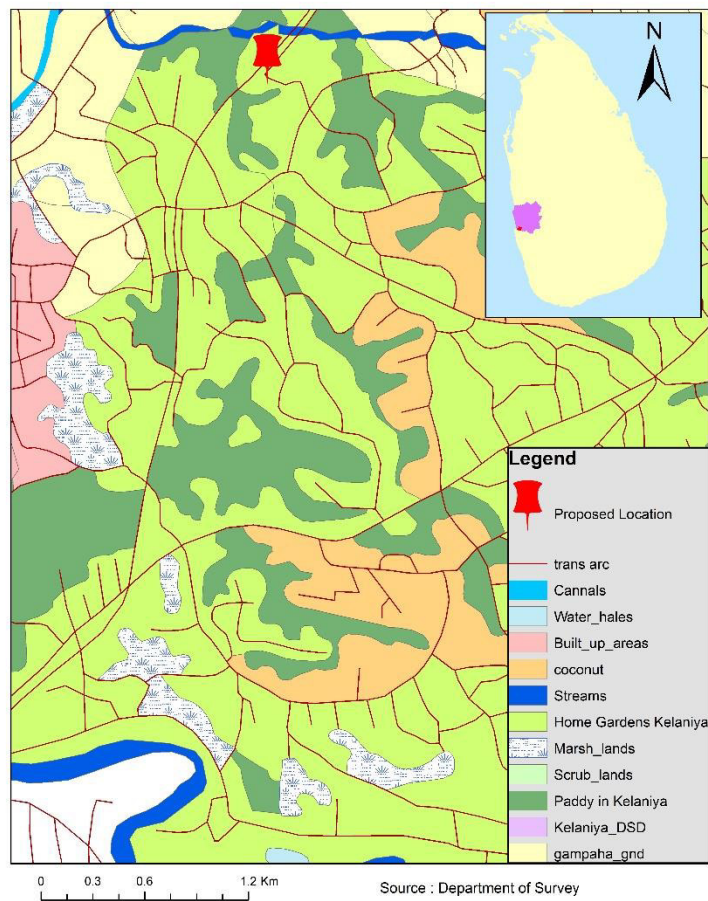 N
Legend
Proposed Location
trans arc
Cannals
Water_hales
Built_up_areas
coconut
Streams
Home Gardens Kelaniya
Marsh_lands
Scrub_lands
Paddy in Kelaniya
Kelaniya_DSD
gampaha_gnd
0 0.3 0.6 1.2 Km
Source : Department of Survey